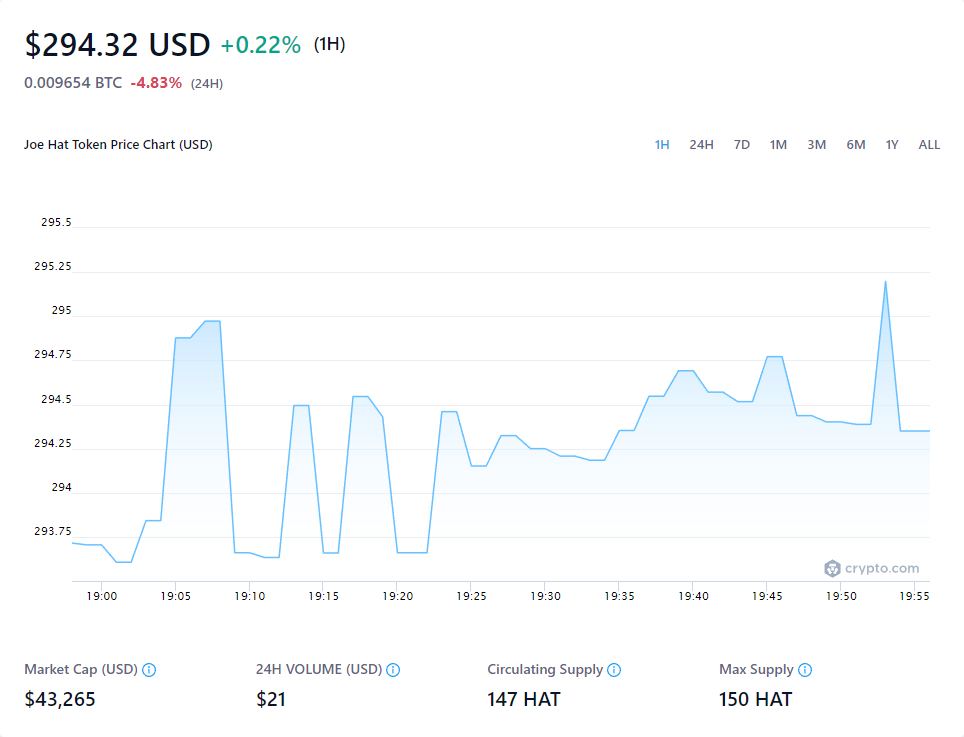 $294.32 USD +0.22% (1H)
0.009654 BTC -4.83% (24H)
Joe Hat Token Price Chart (USD) 1H 24H 7D 1M 3M 6M 1Y ALL
295.5
295.25
295
294.75
294.5
294.25
294
293.75
crypto.com
19:00 19:05 19:10 19:15 19:20 19:25 19:30 19:35 19:40 19:45 19:50 19:55
Market Cap (USD) 24H VOLUME (USD) Circulating Supply Max Supply
$43,265 $21 147 HAT 150 HAT